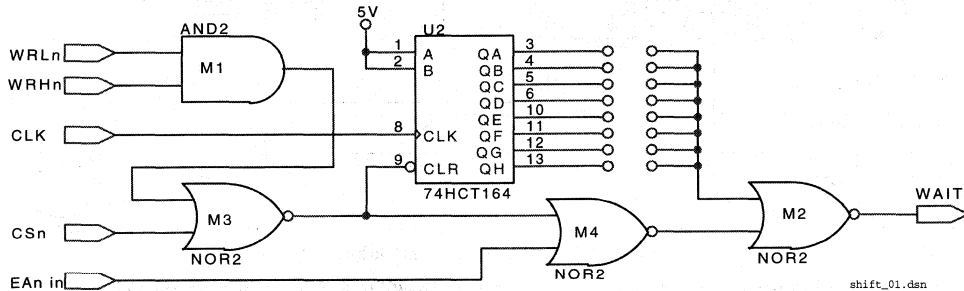 5V
AND2
U2
WRLn
WRHn
M1
1 A QA 3
2 B QB 4
QC 5
QD 6
QE 10
CLK
8 CLK QF 11
QG 12
9 CLR QH 13
74HCT164
WAIT
M3
M2
M4
CSn
NOR2
NOR2
NOR2
EAn in
shift_01.dsn